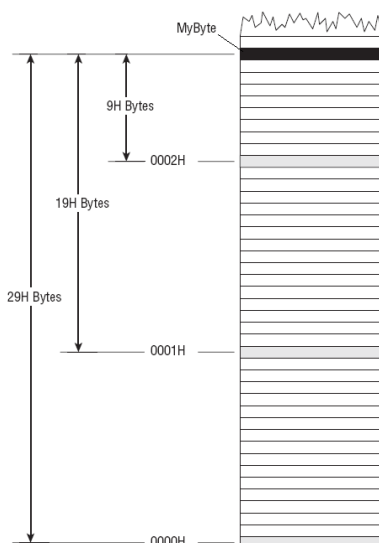 MyByte
9H Bytes
0002H
19H Bytes
29H Bytes
0001H
0000H